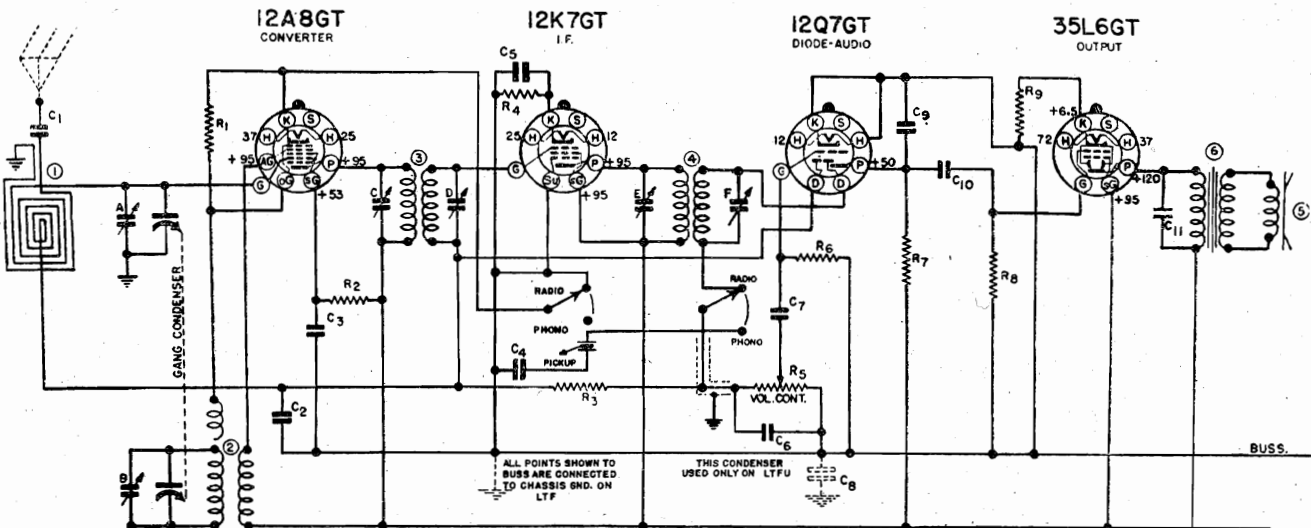 12A8GT
CONVERTER
12K7GT
I.F.
12Q7GT
DIODE-AUDIO
35L6GT
OUTPUT
C1
1
A
GANG CONDENSER
R1
K
S
37
H
H
25
+95
AG
P
+95
G
OG
SG
+53
R2
C3
C2
2
B
C
3
D
C5
R4
K
S
25
H
H
12
G
P
+95
Su
SG
+95
RADIO
PHONO
PICKUP
C4
R3
ALL POINTS SHOWN TO
BUSS ARE CONNECTED
TO CHASSIS GND. ON
LTF
E
4
F
RADIO
PHONO
K
S
12
H
H
G
P
+50
D
D
C9
C10
R6
C7
R5
VOL. CONT.
C6
THIS CONDENSER
USED ONLY ON LTFU
C8
R7
R8
R9
+6.5
K
S
72
H
H
37
P
+120
G
SG
+95
C11
6
5
BUSS.